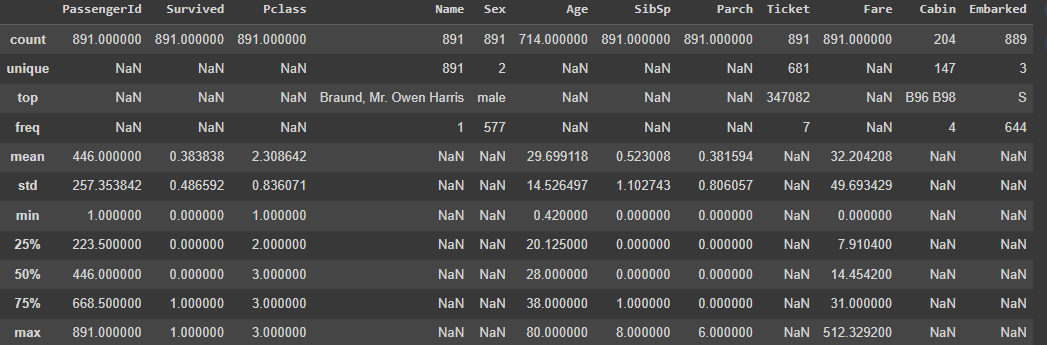 PassengerId Survived Pclass Name Sex Age SibSp Parch Ticket Fare Cabin Embarked
count 891.000000 891.000000 891.000000 891 891 714.000000 891.000000 891.000000 891 891.000000 204 889
unique NaN NaN NaN 891 2 NaN NaN NaN 681 NaN 147 3
top NaN NaN NaN Braund, Mr. Owen Harris male NaN NaN NaN 347082 NaN B96 B98 S
freq NaN NaN NaN 1 577 NaN NaN NaN 7 NaN 4 644
mean 446.000000 0.383838 2.308642 NaN NaN 29.699118 0.523008 0.381594 NaN 32.204208 NaN NaN
std 257.353842 0.486592 0.836071 NaN NaN 14.526497 1.102743 0.806057 NaN 49.693429 NaN NaN
min 1.000000 0.000000 1.000000 NaN NaN 0.420000 0.000000 0.000000 NaN 0.000000 NaN NaN
25% 223.500000 0.000000 2.000000 NaN NaN 20.125000 0.000000 0.000000 NaN 7.910400 NaN NaN
50% 446.000000 0.000000 3.000000 NaN NaN 28.000000 0.000000 0.000000 NaN 14.454200 NaN NaN
75% 668.500000 1.000000 3.000000 NaN NaN 38.000000 1.000000 0.000000 NaN 31.000000 NaN NaN
max 891.000000 1.000000 3.000000 NaN NaN 80.000000 8.000000 6.000000 NaN 512.329200 NaN NaN